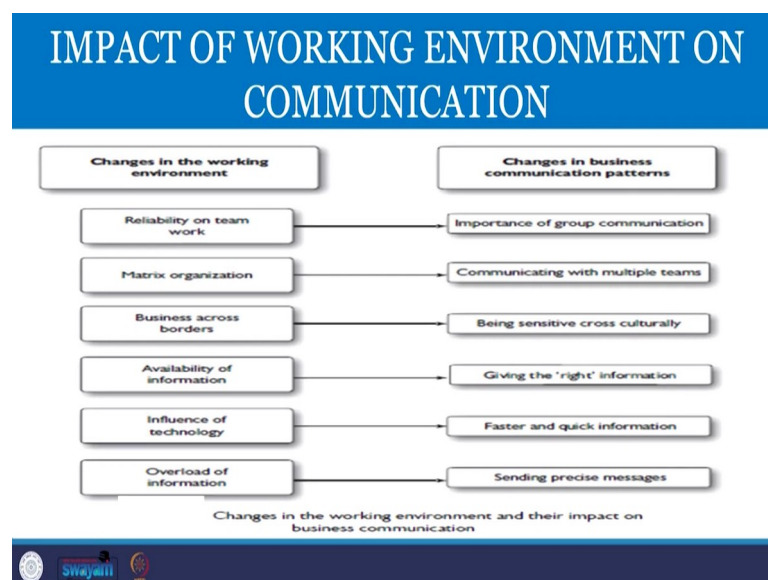 IMPACT OF WORKING ENVIRONMENT ON
COMMUNICATION
Changes in the working
environment
Changes in business
communication patterns
Reliability on team
work
Importance of group communication
Matrix organization
Communicating with multiple teams
Business across
borders
Being sensitive cross culturally
Availability of
information
Giving the 'right' information
Influence of
technology
Faster and quick information
Overload of
information
Sending precise messages
Changes in the working environment and their impact on
business communication
swayam